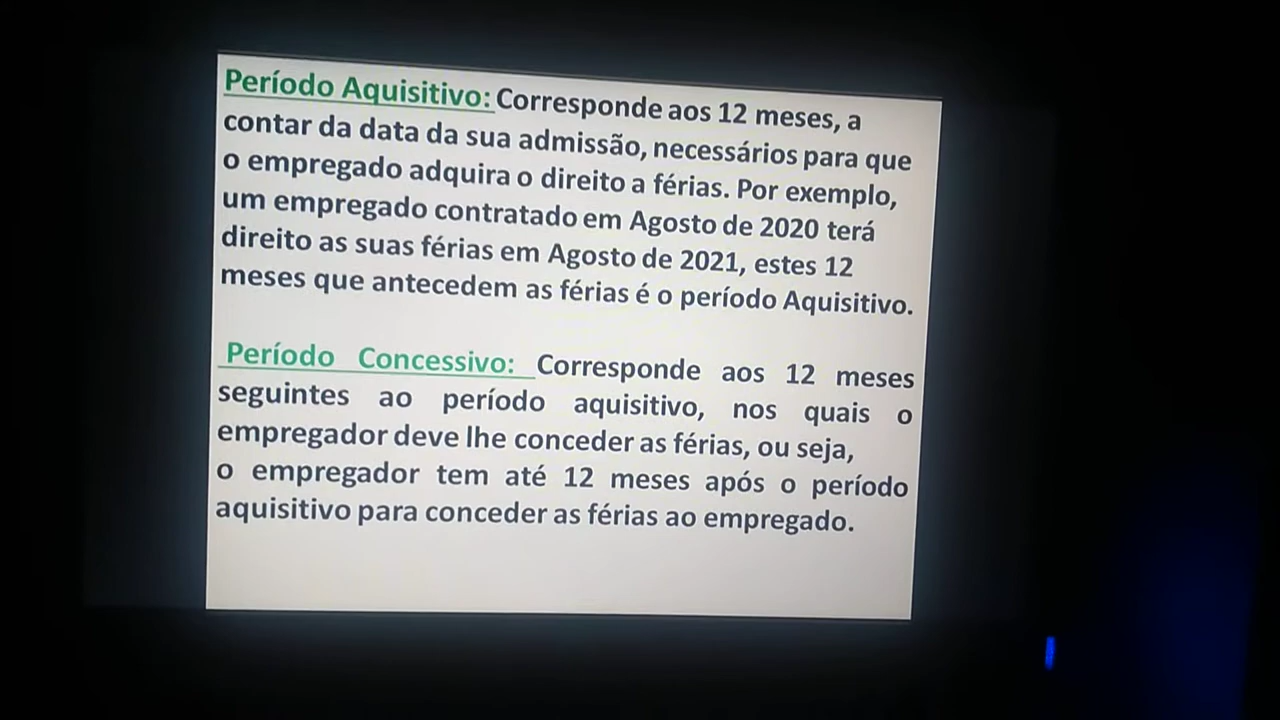 Período Aquisitivo: Corresponde aos 12 meses, a
contar da data da sua admissão, necessários para que
o empregado adquira o direito a férias. Por exemplo,
um empregado contratado em Agosto de 2020 terá
direito as suas férias em Agosto de 2021, estes 12
meses que antecedem as férias é o período Aquisitivo.
Período Concessivo: Corresponde aos 12 meses
seguintes ao período aquisitivo, nos quais o
empregador deve lhe conceder as férias, ou seja,
o empregador tem até 12 meses após o período
aquisitivo para conceder as férias ao empregado.